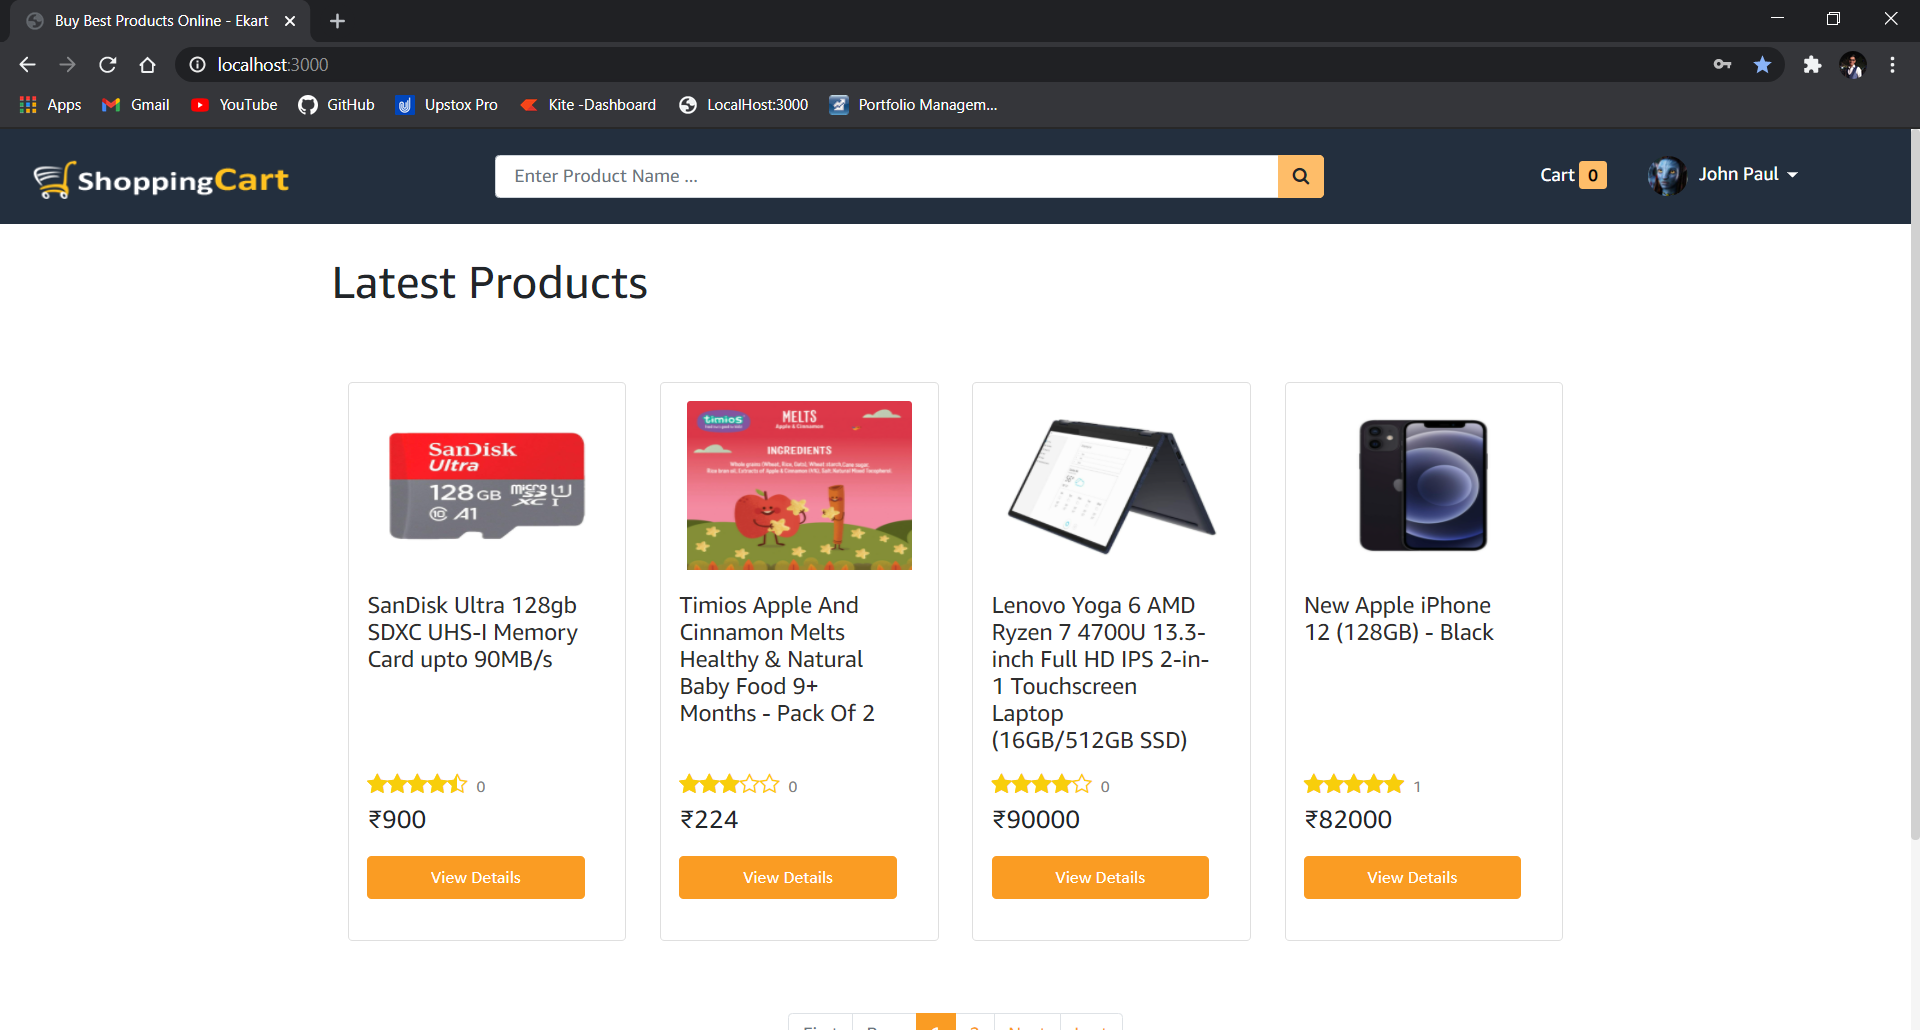 Buy Best Products Online - Ekart
localhost:3000
Apps Gmail YouTube GitHub Upstox Pro Kite -Dashboard LocalHost:3000 Portfolio Managem...
ShoppingCart
Enter Product Name ...
Cart 0
John Paul
Latest Products
SanDisk
Ultra
128GB microSD XC I U1
C10 A1
SanDisk Ultra 128gb
SDXC UHS-I Memory
Card upto 90MB/s
0
₹900
View Details
timios
MELTS
Apple & Cinnamon
INGREDIENTS
Timios Apple And
Cinnamon Melts
Healthy & Natural
Baby Food 9+
Months - Pack Of 2
0
₹224
View Details
Lenovo Yoga 6 AMD
Ryzen 7 4700U 13.3-
inch Full HD IPS 2-in-
1 Touchscreen
Laptop
(16GB/512GB SSD)
0
₹90000
View Details
New Apple iPhone
12 (128GB) - Black
1
₹82000
View Details